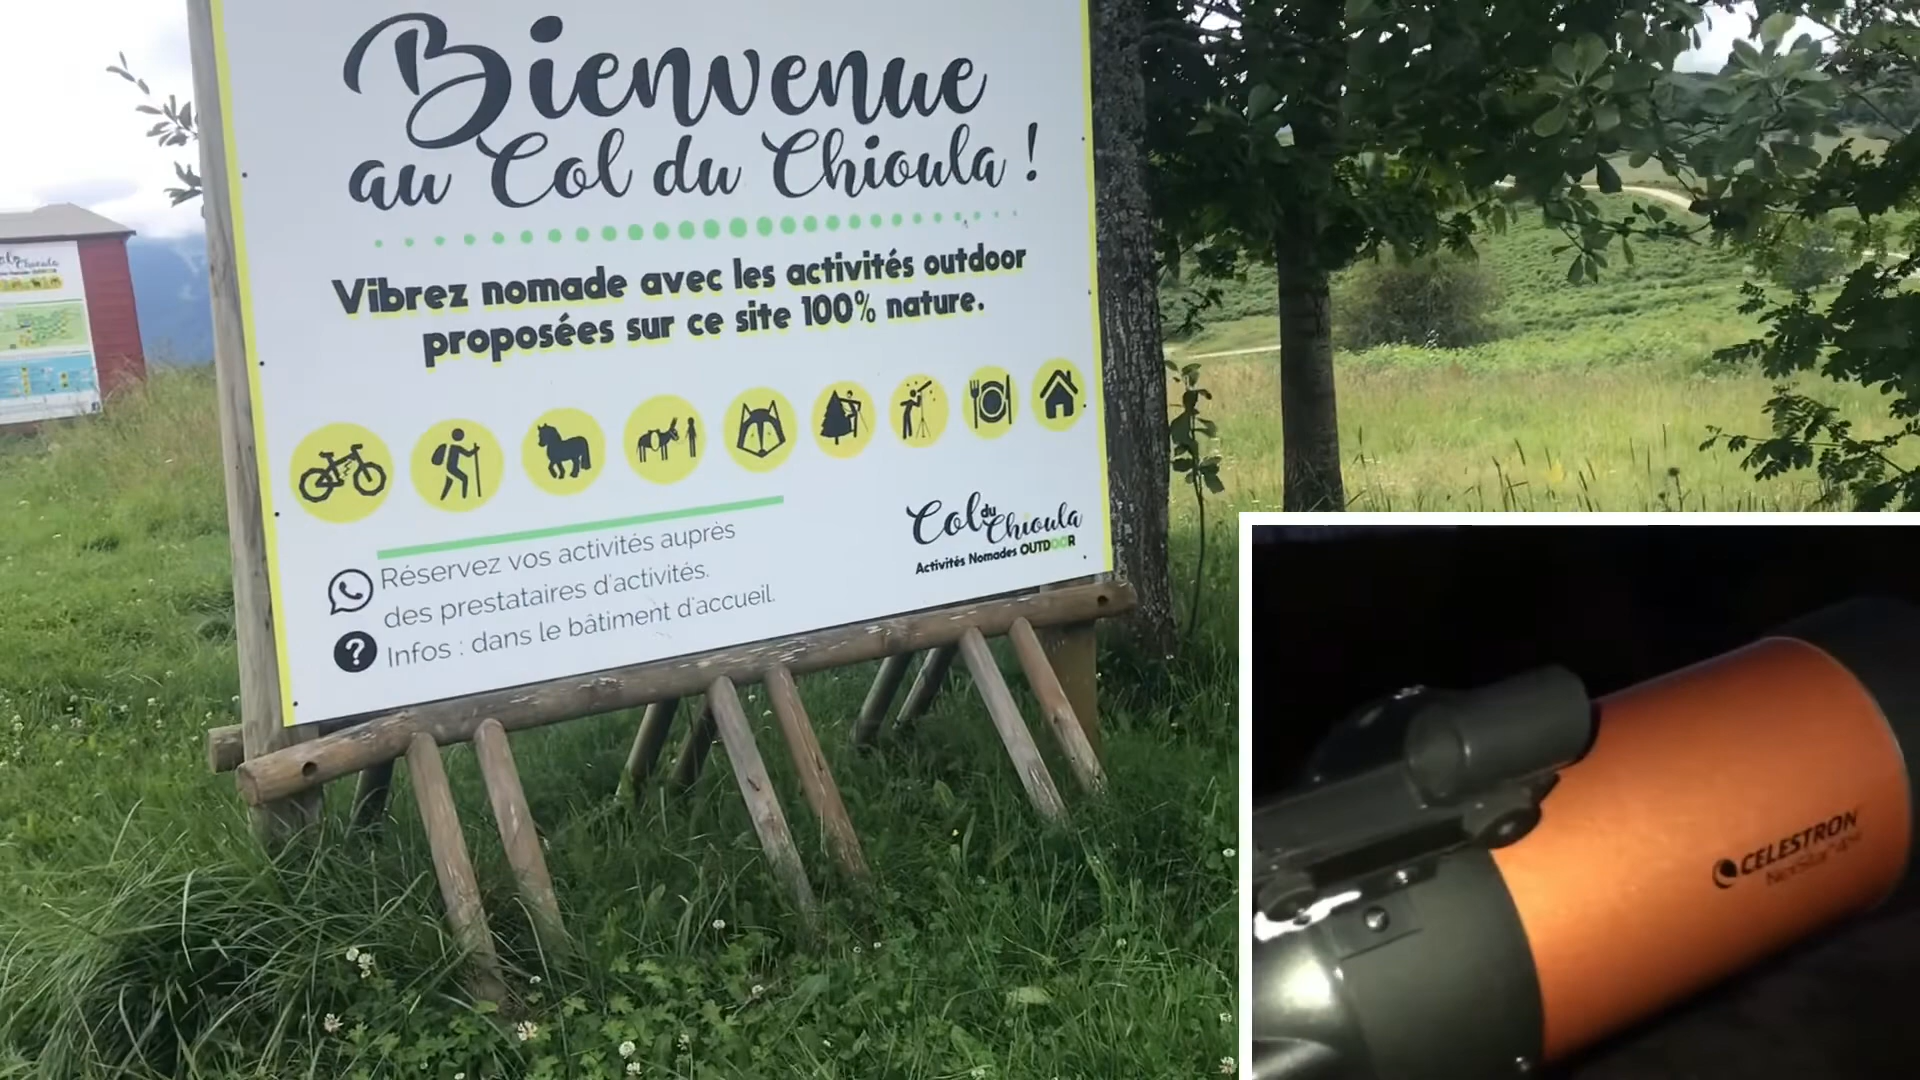 Bienvenue
au Col du Chioula !
Vibrez nomade avec les activités outdoor
proposées sur ce site 100% nature.
Réservez vos activités auprès
des prestataires d'activités.
Infos : dans le bâtiment d'accueil.
Col du Chioula
Activités Nomades OUTDOOR
Chioula
CELESTRON
NexStar